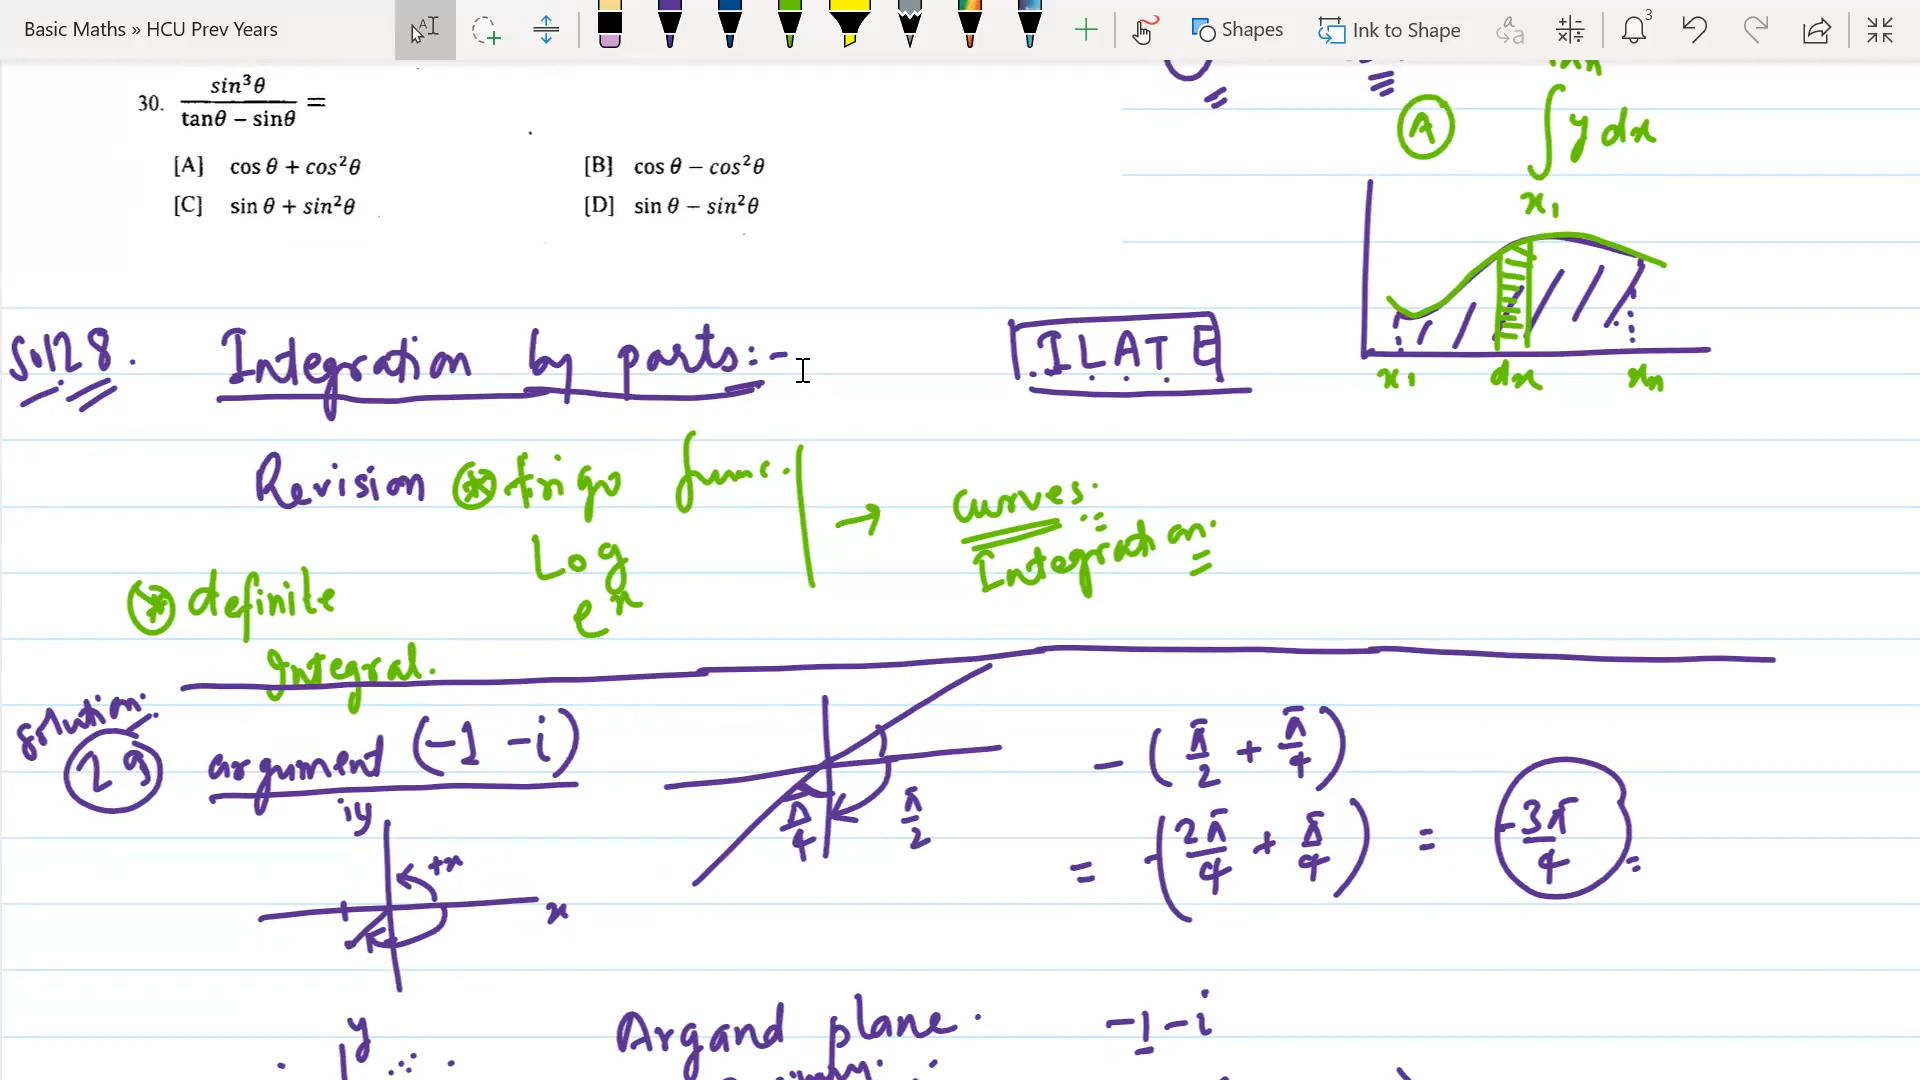 Basic Maths » HCU Prev Years
Shapes
Ink to Shape
3
30. sin³θ / (tanθ − sinθ) =
[A] cos θ + cos²θ
[B] cos θ − cos²θ
[C] sin θ + sin²θ
[D] sin θ − sin²θ
A
∫ y dx
x₁
x₁ dx xₙ
Sol 28. Integration by parts:-
ILATE
Revision trigo func.
Log
eˣ
→ Curves.
Integration.
definite
Integral.
solution.
29 argument (-1 -i)
iy
+x
x
π/4
π/2
- (π/2 + π/4)
= -(2π/4 + π/4) = -3π/4
y
Argand plane.
-1-i